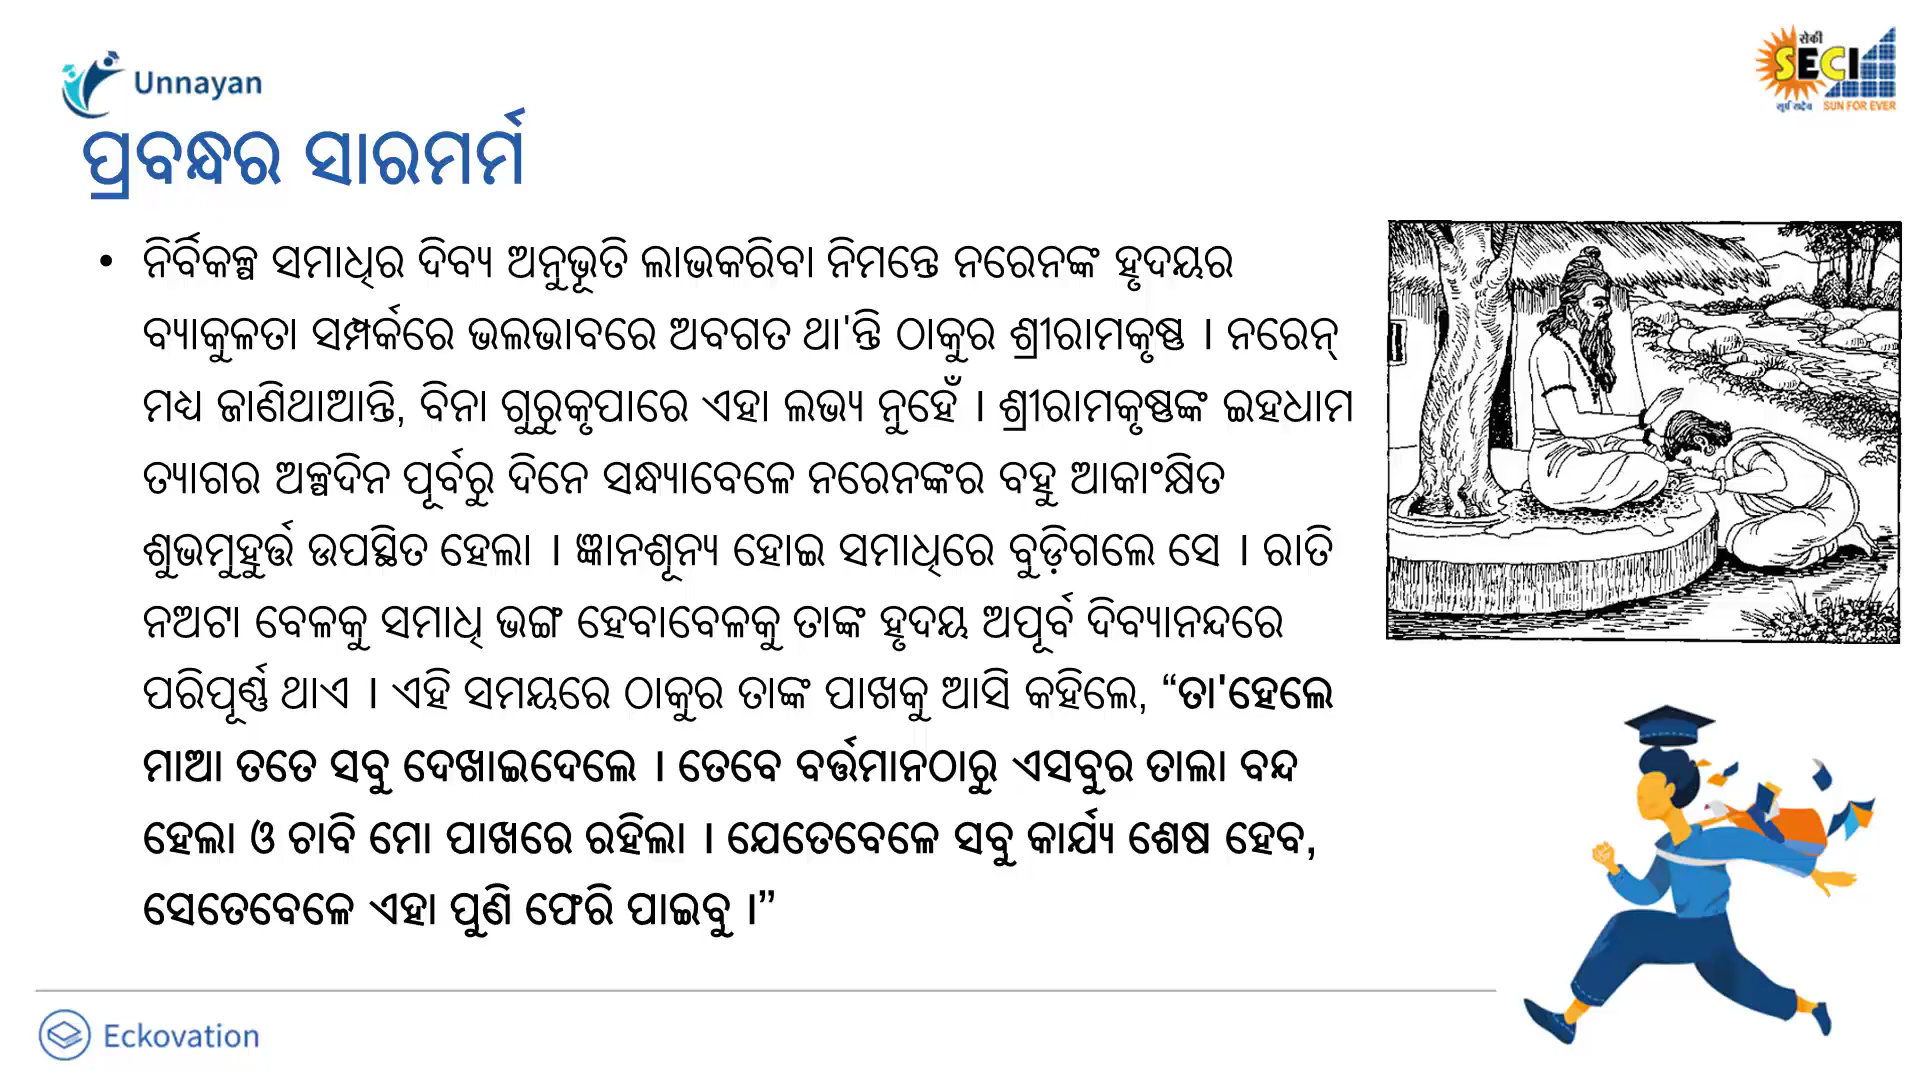 Unnayan
सेकी
SECI
सूर्य सदैव SUN FOR EVER
ପ୍ରବନ୍ଧର ସାରମର୍ମ
• ନିର୍ବିକଳ୍ପ ସମାଧିର ଦିବ୍ୟ ଅନୁଭୂତି ଲାଭକରିବା ନିମନ୍ତେ ନରେନଙ୍କ ହୃଦୟର
ବ୍ୟାକୁଳତା ସମ୍ପର୍କରେ ଭଲଭାବରେ ଅବଗତ ଥା'ନ୍ତି ଠାକୁର ଶ୍ରୀରାମକୃଷ୍ଣ । ନରେନ୍
ମଧ୍ୟ ଜାଣିଥାଆନ୍ତି, ବିନା ଗୁରୁକୃପାରେ ଏହା ଲଭ୍ୟ ନୁହେଁ । ଶ୍ରୀରାମକୃଷ୍ଣଙ୍କ ଇହଧାମ
ତ୍ୟାଗର ଅଳ୍ପଦିନ ପୂର୍ବରୁ ଦିନେ ସନ୍ଧ୍ୟାବେଳେ ନରେନଙ୍କର ବହୁ ଆକାଂକ୍ଷିତ
ଶୁଭମୁହୂର୍ତ୍ତ ଉପସ୍ଥିତ ହେଲା । ଜ୍ଞାନଶୂନ୍ୟ ହୋଇ ସମାଧିରେ ବୁଡ଼ିଗଲେ ସେ । ରାତି
ନଅଟା ବେଳକୁ ସମାଧି ଭଙ୍ଗ ହେବାବେଳକୁ ତାଙ୍କ ହୃଦୟ ଅପୂର୍ବ ଦିବ୍ୟାନନ୍ଦରେ
ପରିପୂର୍ଣ୍ଣ ଥାଏ । ଏହି ସମୟରେ ଠାକୁର ତାଙ୍କ ପାଖକୁ ଆସି କହିଲେ, “ତା'ହେଲେ
ମାଆ ତତେ ସବୁ ଦେଖାଇଦେଲେ । ତେବେ ବର୍ତ୍ତମାନଠାରୁ ଏସବୁର ତାଲା ବନ୍ଦ
ହେଲା ଓ ଚାବି ମୋ ପାଖରେ ରହିଲା । ଯେତେବେଳେ ସବୁ କାର୍ଯ୍ୟ ଶେଷ ହେବ,
ସେତେବେଳେ ଏହା ପୁଣି ଫେରି ପାଇବୁ ।”
Eckovation